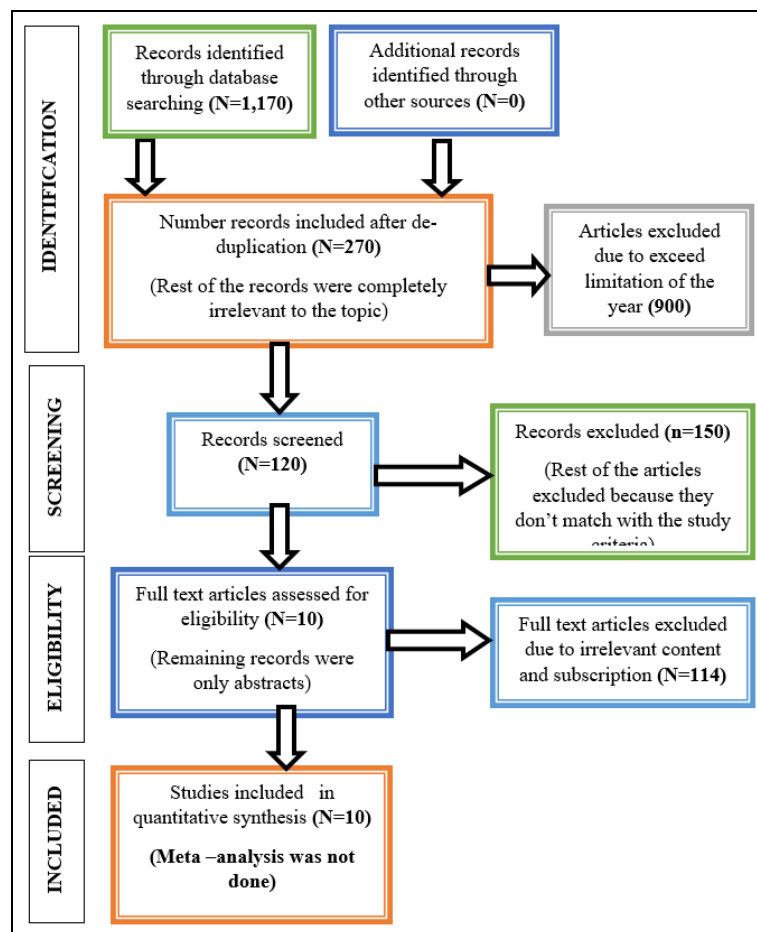 IDENTIFICATION
Records identified
through database
searching (N=1,170)
Additional records
identified through
other sources (N=0)
Number records included after de-
duplication (N=270)
(Rest of the records were completely
irrelevant to the topic)
Articles excluded
due to exceed
limitation of the
year (900)
SCREENING
Records screened
(N=120)
Records excluded (n=150)
(Rest of the articles
excluded because they
don’t match with the study
criteria)
ELIGIBILITY
Full text articles assessed for
eligibility (N=10)
(Remaining records were
only abstracts)
Full text articles excluded
due to irrelevant content
and subscription (N=114)
INCLUDED
Studies included in
quantitative synthesis (N=10)
(Meta –analysis was not
done)